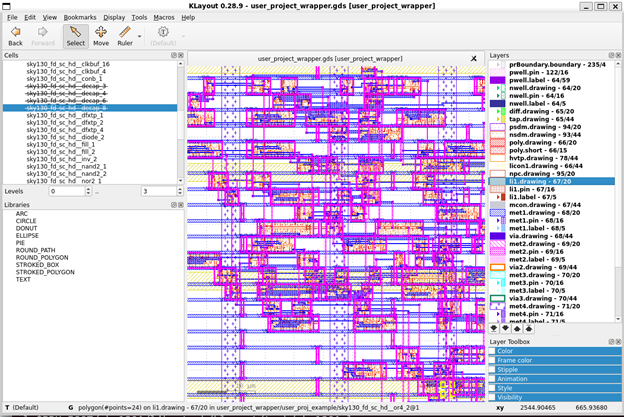 KLayout 0.28.9 - user_project_wrapper.gds [user_project_wrapper]
File Edit View Bookmarks Display Tools Macros Help
Back Forward Select Move Ruler (Default)
Cells
sky130_fd_sc_hd__clkbuf_16
sky130_fd_sc_hd__clkbuf_4
sky130_fd_sc_hd__conb_1
sky130_fd_sc_hd__decap_3
sky130_fd_sc_hd__decap_4
sky130_fd_sc_hd__decap_6
sky130_fd_sc_hd__decap_8
sky130_fd_sc_hd__dfxtp_1
sky130_fd_sc_hd__dfxtp_2
sky130_fd_sc_hd__dfxtp_4
sky130_fd_sc_hd__diode_2
sky130_fd_sc_hd__fill_1
sky130_fd_sc_hd__fill_2
sky130_fd_sc_hd__inv_2
sky130_fd_sc_hd__nand2_1
sky130_fd_sc_hd__nand2_2
sky130_fd_sc_hd__nor2_1
Levels 0 .. 3
Libraries
ARC
CIRCLE
DONUT
ELLIPSE
PIE
ROUND_PATH
ROUND_POLYGON
STROKED_BOX
STROKED_POLYGON
TEXT
user_project_wrapper.gds [user_project_wrapper]
Layers
prBoundary.boundary - 235/4
pwell.pin - 122/16
pwell.label - 64/59
nwell.drawing - 64/20
nwell.pin - 64/16
nwell.label - 64/5
diff.drawing - 65/20
tap.drawing - 65/44
psdm.drawing - 94/20
nsdm.drawing - 93/44
poly.drawing - 66/20
poly.short - 66/15
hvtp.drawing - 78/44
licon1.drawing - 66/44
npc.drawing - 95/20
li1.drawing - 67/20
li1.pin - 67/16
li1.label - 67/5
mcon.drawing - 67/44
met1.drawing - 68/20
met1.pin - 68/16
met1.label - 68/5
via.drawing - 68/44
met2.drawing - 69/20
met2.pin - 69/16
met2.label - 69/5
via2.drawing - 69/44
met3.drawing - 70/20
met3.pin - 70/16
met3.label - 70/5
via3.drawing - 70/44
met4.drawing - 71/20
met4.pin - 71/16
met4.label - 71/5
Layer Toolbox
Color
Frame color
Stipple
Animation
Style
Visibility
T (Default) G polygon(#points=24) on li1.drawing - 67/20 in user_project_wrapper/user_proj_example/sky130_fd_sc_hd__or4_2@1 xy 2544.90465 665.93680